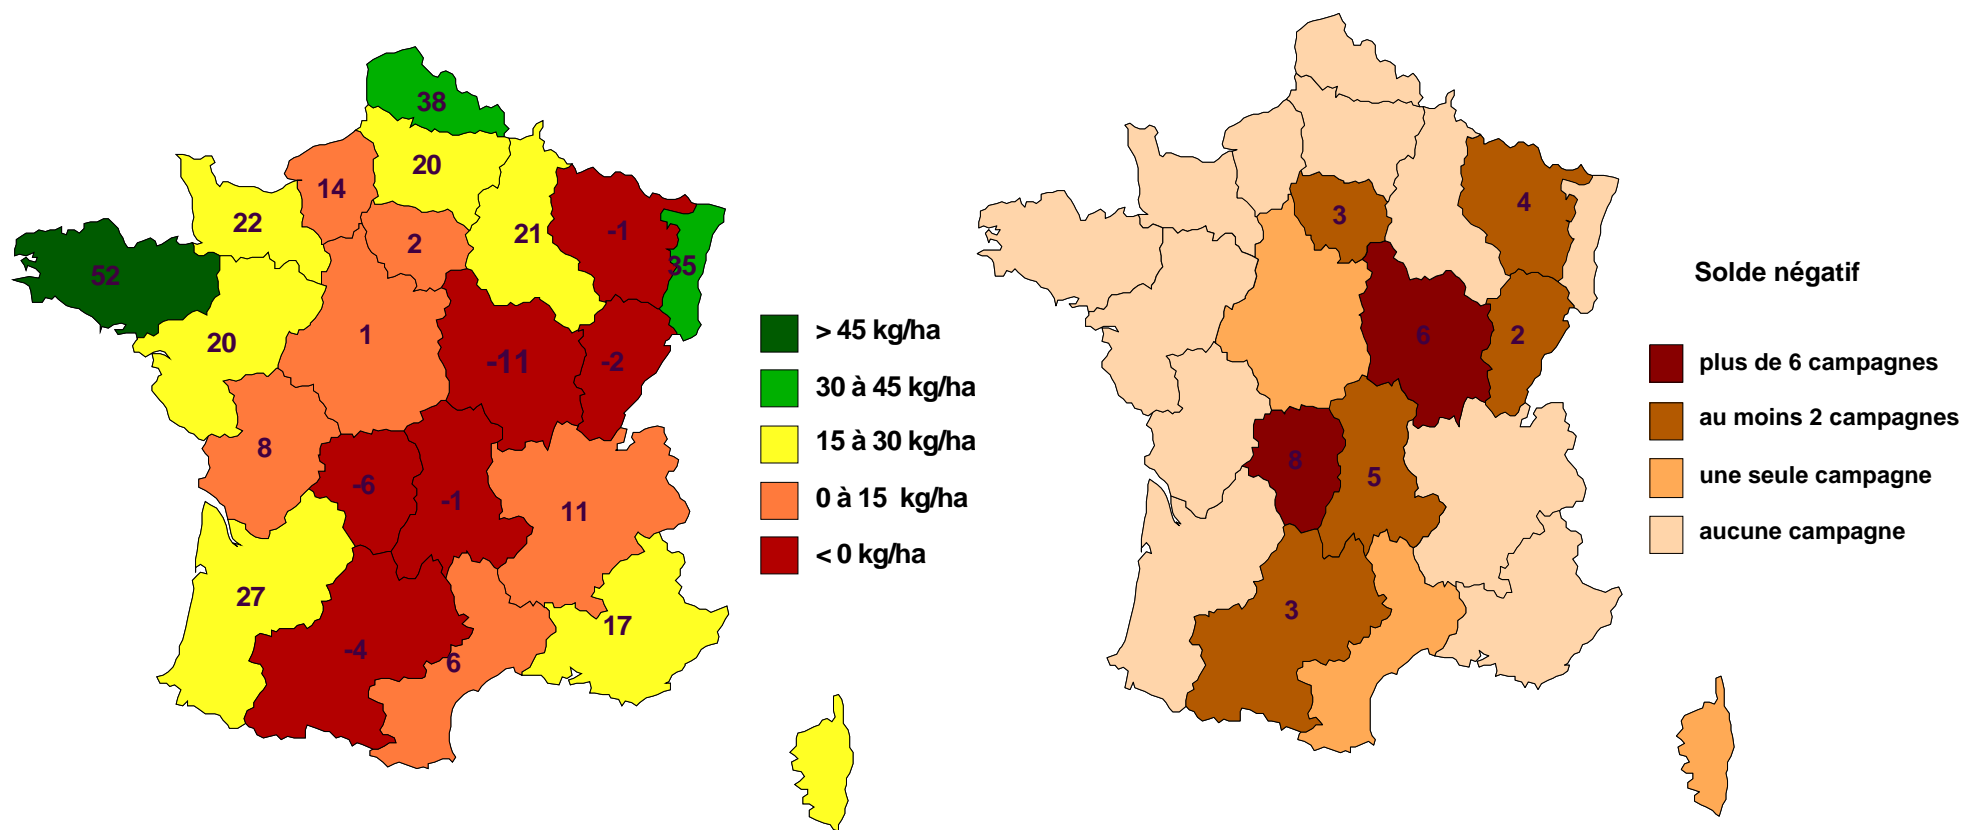 38
20
14
22
2
21
-1
52
35
20
1
-11
-2
8
-6
-1
11
27
-4
6
17
> 45 kg/ha
30 à 45 kg/ha
15 à 30 kg/ha
0 à 15 kg/ha
< 0 kg/ha
3
4
6
2
8
5
3
Solde négatif
plus de 6 campagnes
au moins 2 campagnes
une seule campagne
aucune campagne